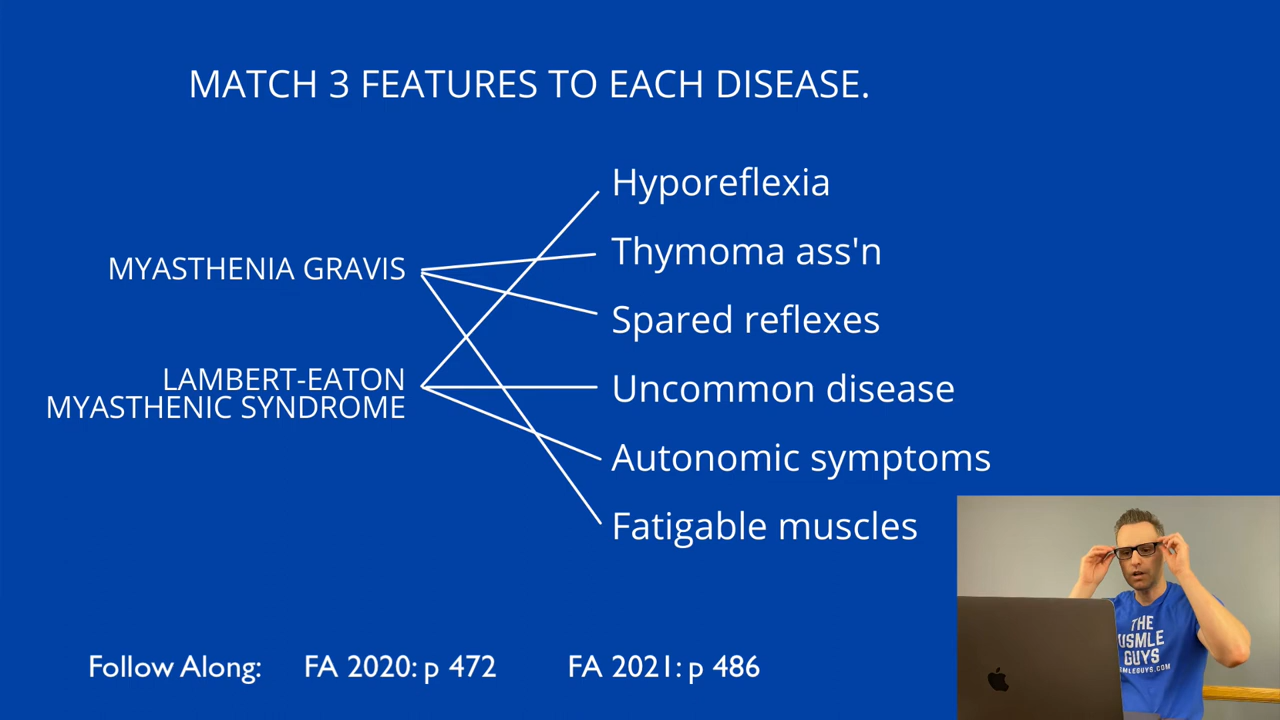 MATCH 3 FEATURES TO EACH DISEASE.
MYASTHENIA GRAVIS
LAMBERT-EATON
MYASTHENIC SYNDROME
Hyporeflexia
Thymoma ass'n
Spared reflexes
Uncommon disease
Autonomic symptoms
Fatigable muscles
Follow Along: FA 2020: p 472 FA 2021: p 486
THE
USMLE
GUYS